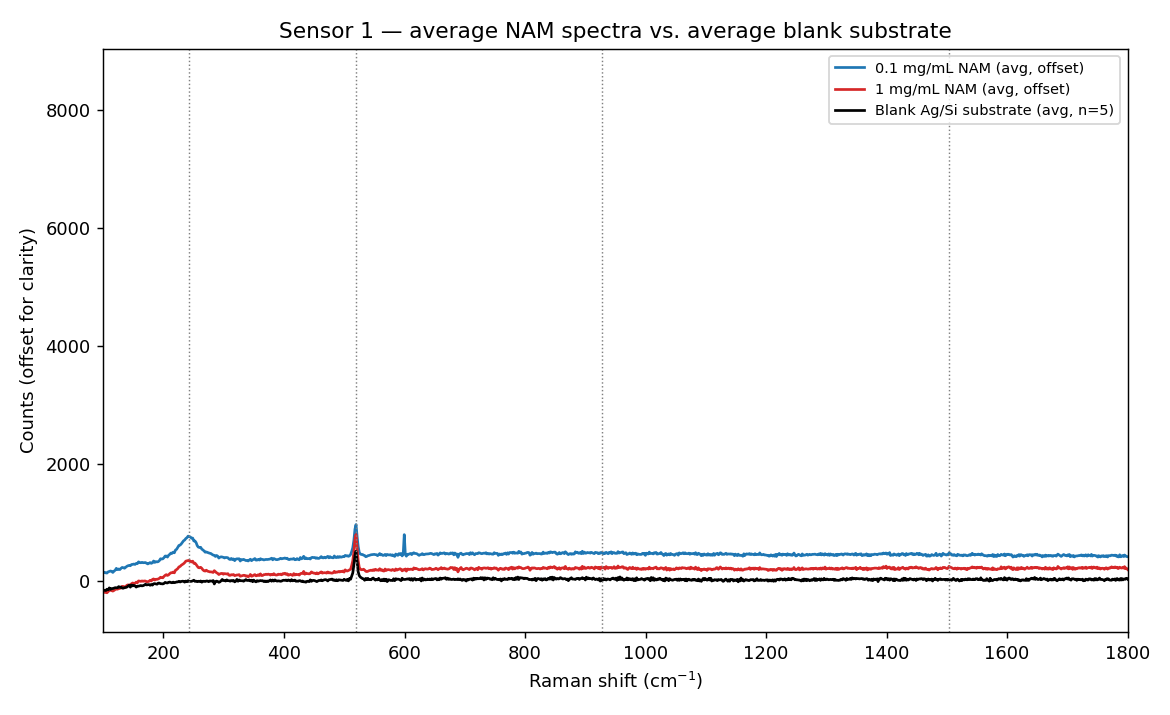 Sensor 1 — average NAM spectra vs. average blank substrate
0.1 mg/mL NAM (avg, offset)
1 mg/mL NAM (avg, offset)
Blank Ag/Si substrate (avg, n=5)
Counts (offset for clarity)
8000
6000
4000
2000
0
200 400 600 800 1000 1200 1400 1600 1800
Raman shift (cm⁻¹)